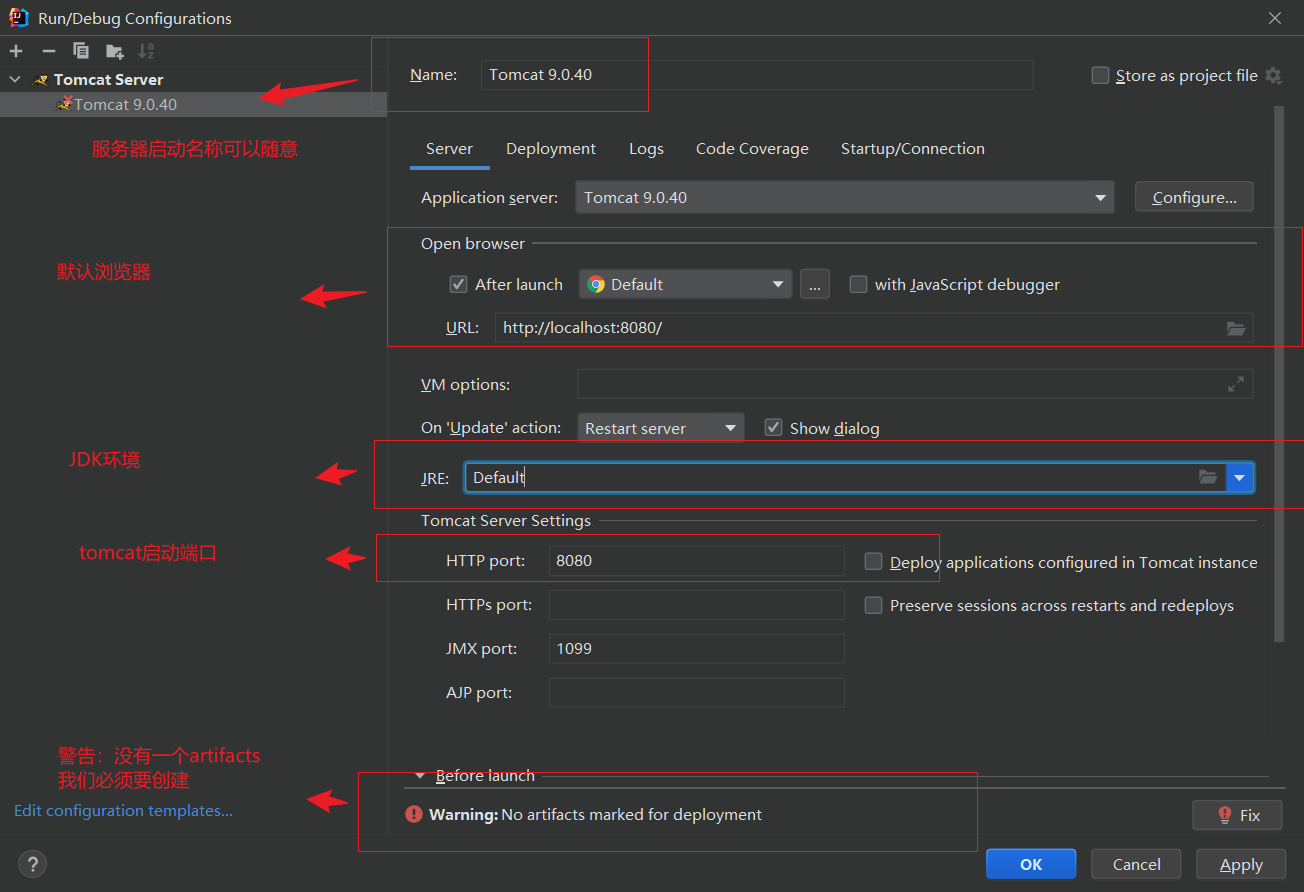 Run/Debug Configurations
Tomcat Server
Tomcat 9.0.40
服务器启动名称可以随意
Name: Tomcat 9.0.40 Store as project file
Server Deployment Logs Code Coverage Startup/Connection
Application server: Tomcat 9.0.40 Configure...
默认浏览器
Open browser
After launch Default ... with JavaScript debugger
URL: http://localhost:8080/
VM options:
On 'Update' action: Restart server Show dialog
JDK环境
JRE: Default
Tomcat Server Settings
tomcat启动端口
HTTP port: 8080 Deploy applications configured in Tomcat instance
HTTPs port: Preserve sessions across restarts and redeploys
JMX port: 1099
AJP port:
警告：没有一个artifacts
我们必须要创建
Before launch
Edit configuration templates...
Warning: No artifacts marked for deployment Fix
? OK Cancel Apply